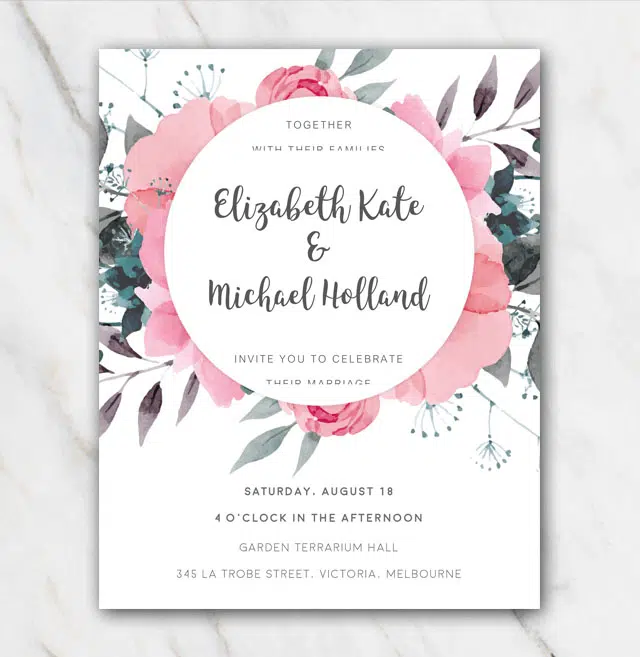 TOGETHER
WITH THEIR FAMILIES
Elizabeth Kate
&
Michael Holland
INVITE YOU TO CELEBRATE
THEIR MARRIAGE
SATURDAY, AUGUST 18
4 O'CLOCK IN THE AFTERNOON
GARDEN TERRARIUM HALL
345 LA TROBE STREET, VICTORIA, MELBOURNE